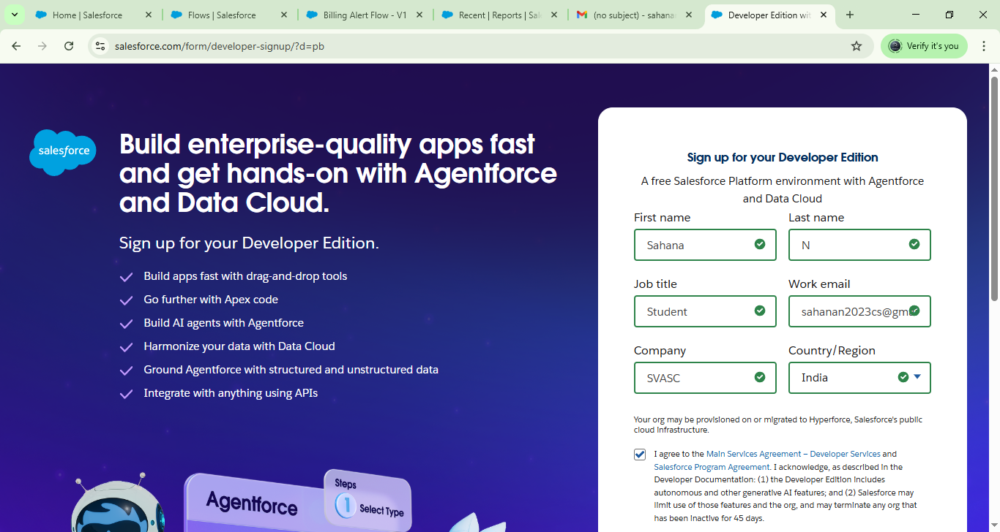 Home | Salesforce
Flows | Salesforce
Billing Alert Flow - V1
Recent | Reports | Sal
(no subject) - sahana
Developer Edition wit
salesforce.com/form/developer-signup/?d=pb
Verify it's you
salesforce
Build enterprise-quality apps fast
and get hands-on with Agentforce
and Data Cloud.
Sign up for your Developer Edition.
Build apps fast with drag-and-drop tools
Go further with Apex code
Build AI agents with Agentforce
Harmonize your data with Data Cloud
Ground Agentforce with structured and unstructured data
Integrate with anything using APIs
Agentforce
Steps
1 Select Type
Sign up for your Developer Edition
A free Salesforce Platform environment with Agentforce
and Data Cloud
First name
Last name
Sahana
N
Job title
Work email
Student
sahanan2023cs@gm
Company
Country/Region
SVASC
India
Your org may be provisioned on or migrated to Hyperforce, Salesforce's public
cloud infrastructure.
I agree to the Main Services Agreement – Developer Services and
Salesforce Program Agreement. I acknowledge, as described in the
Developer Documentation: (1) the Developer Edition includes
autonomous and other generative AI features; and (2) Salesforce may
limit use of those features and the org, and may terminate any org that
has been inactive for 45 days.